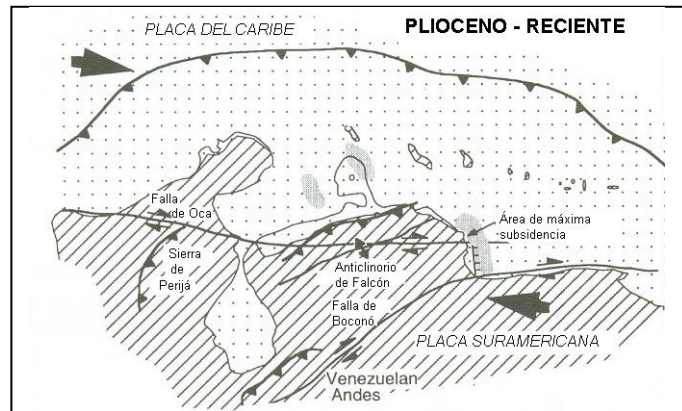 PLACA DEL CARIBE
PLIOCENO - RECIENTE
Falla
de Oca
Sierra
de
Perijá
Área de máxima
subsidencia
Anticlinorio
de Falcón
Falla de
Boconó
PLACA SURAMERICANA
Venezuelan
Andes